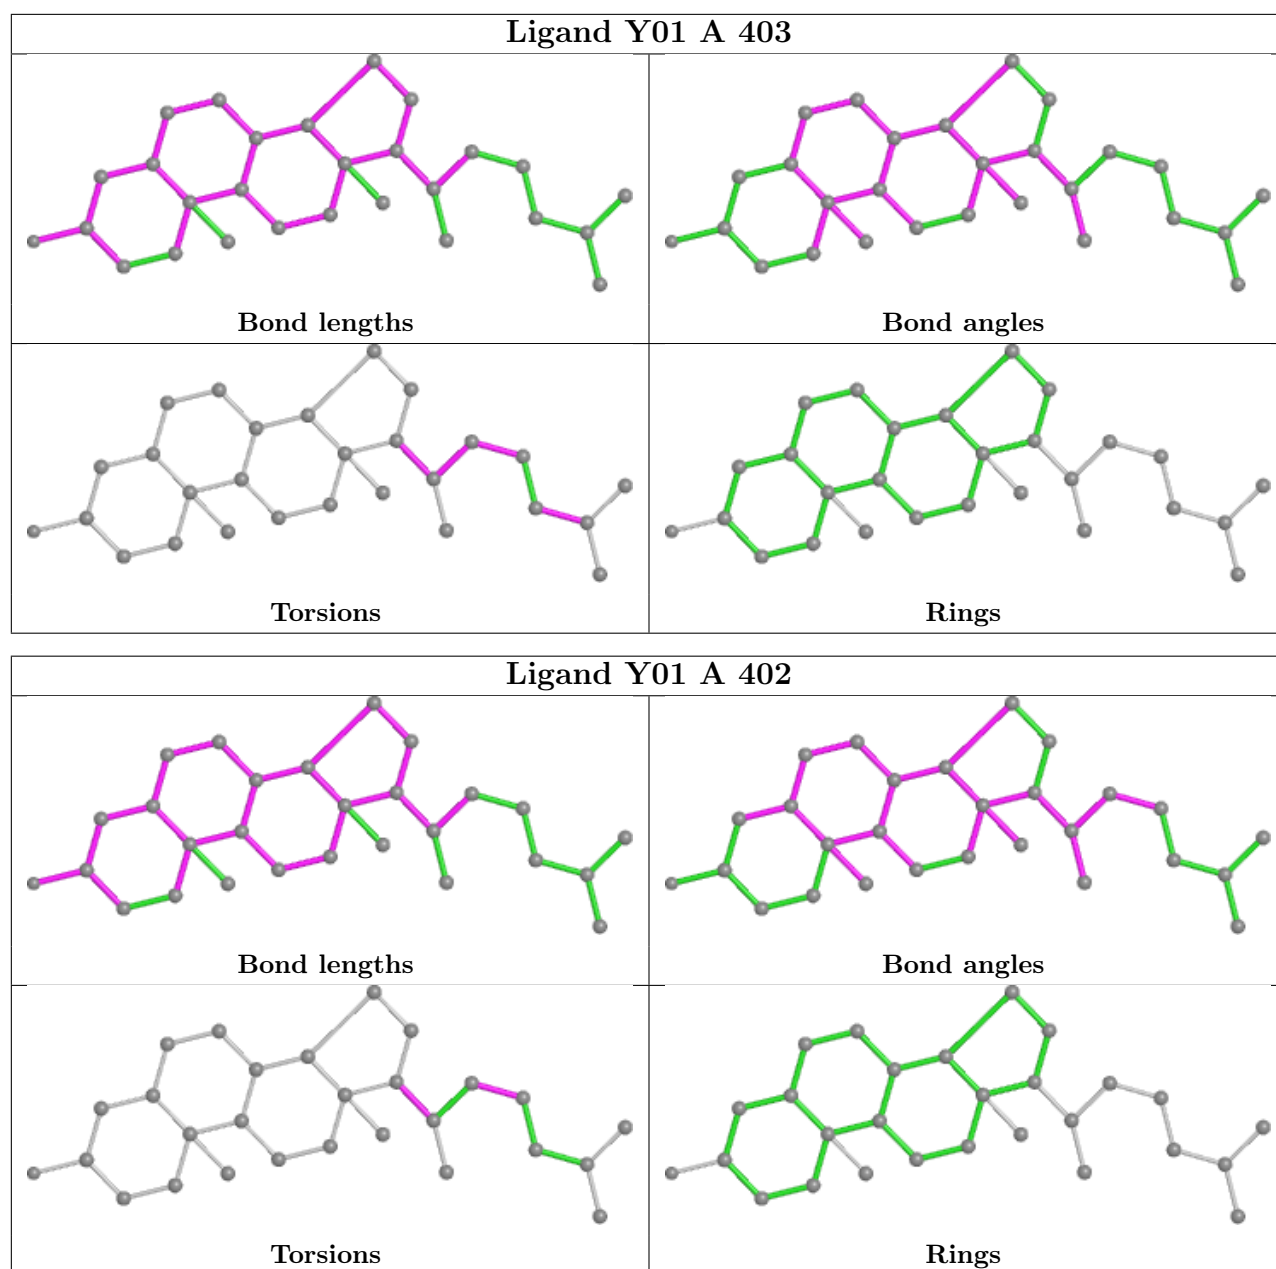 Ligand Y01 A 403
Bond lengths
Bond angles
Torsions
Rings
Ligand Y01 A 402
Bond lengths
Bond angles
Torsions
Rings